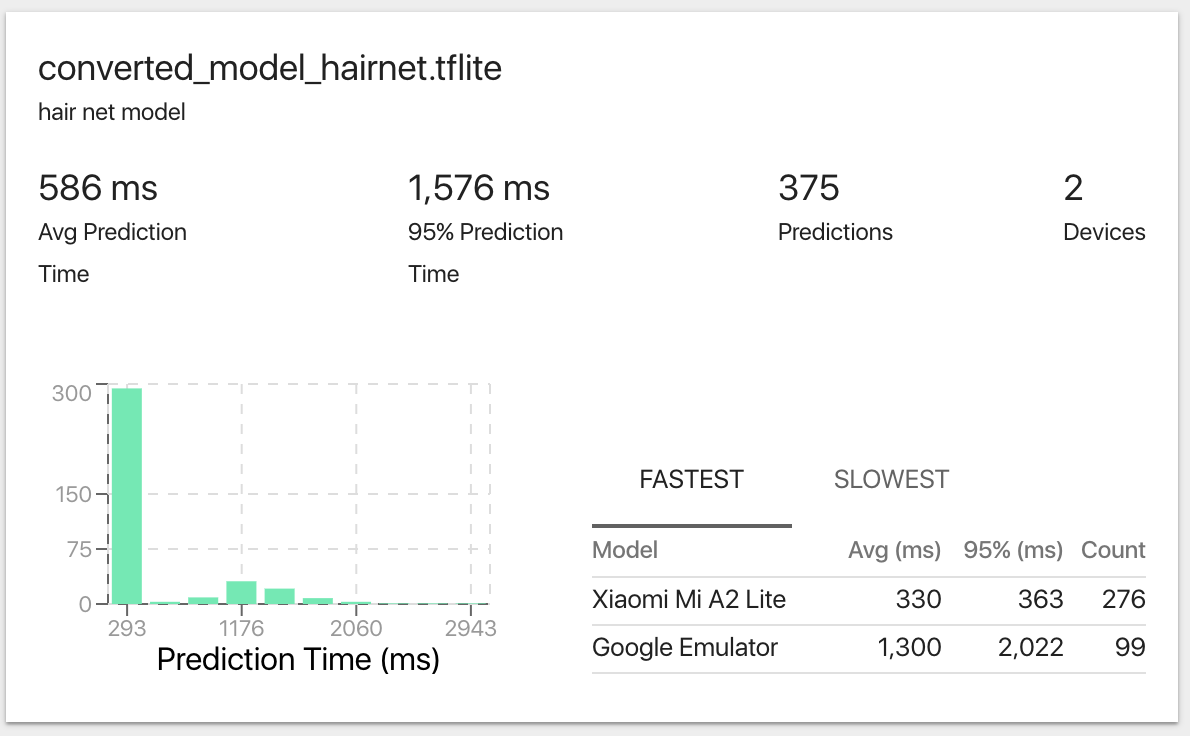 converted_model_hairnet.tflite
hair net model
586 ms
Avg Prediction
Time
1,576 ms
95% Prediction
Time
375
Predictions
2
Devices
300
150
75
0
293 1176 2060 2943
Prediction Time (ms)
FASTEST SLOWEST
Model Avg (ms) 95% (ms) Count
Xiaomi Mi A2 Lite 330 363 276
Google Emulator 1,300 2,022 99